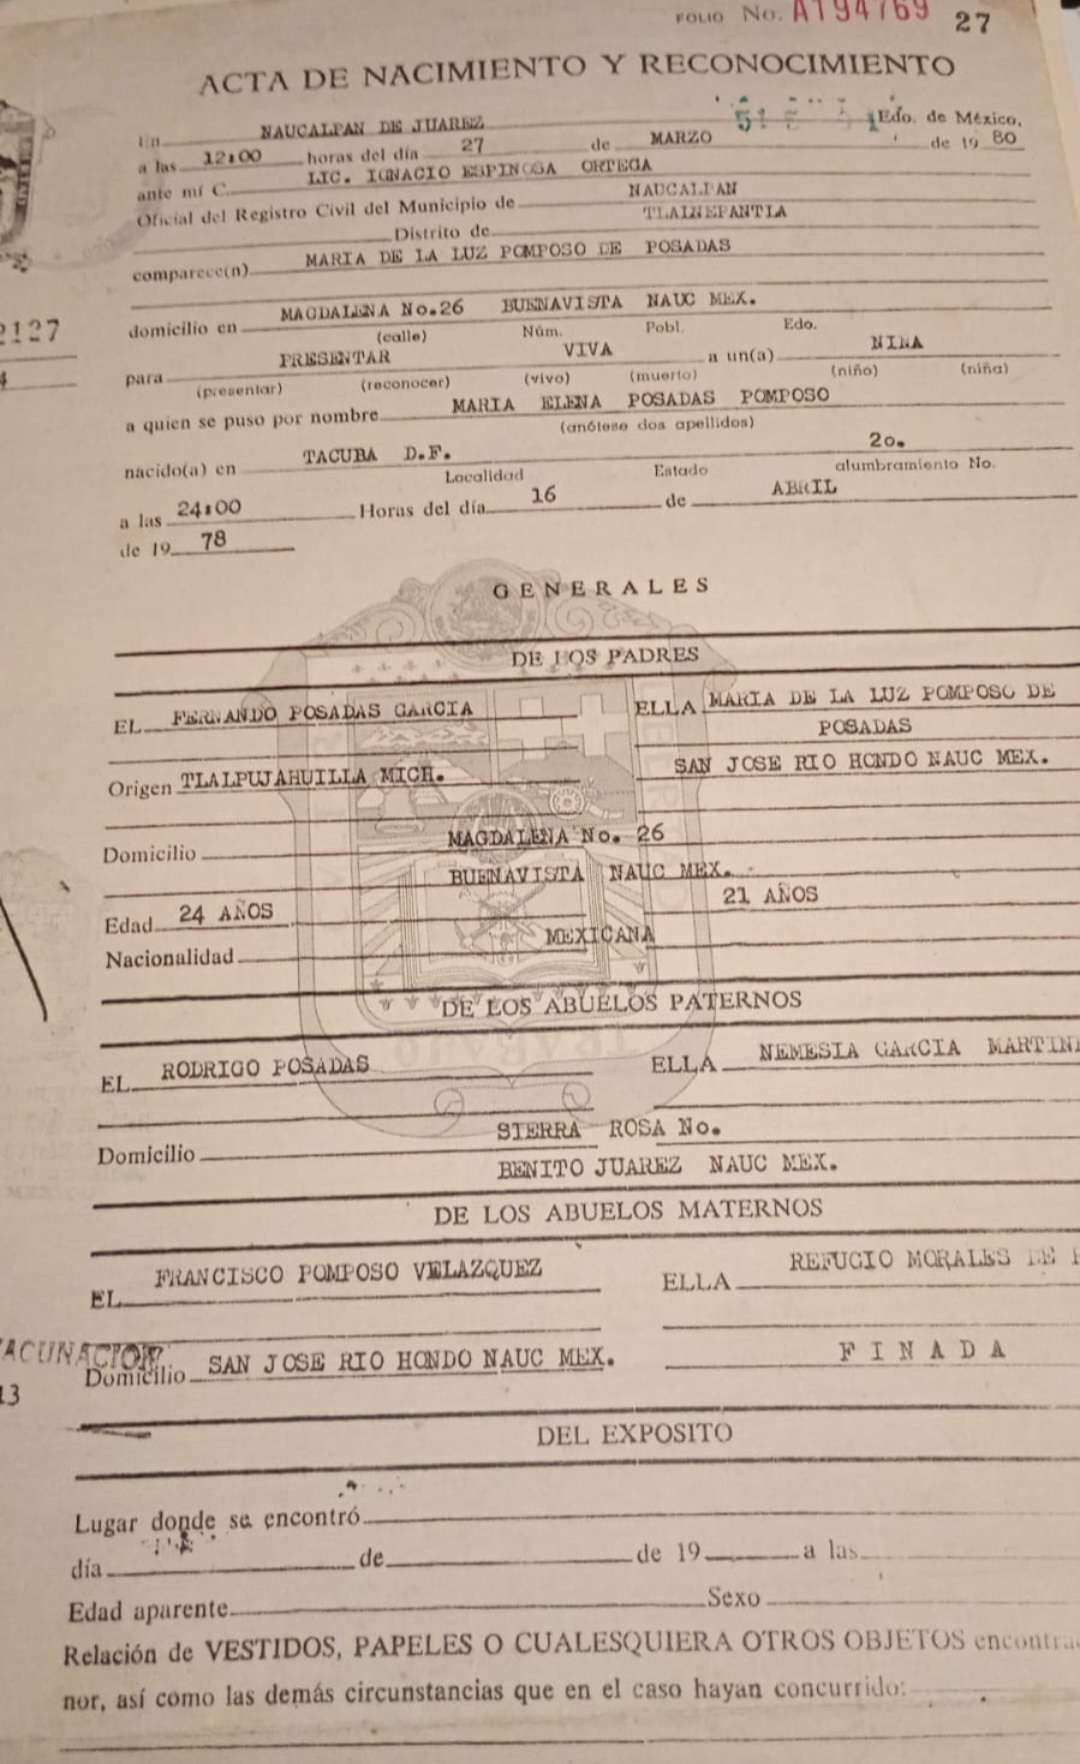 FOLIO No. A194769 27
ACTA DE NACIMIENTO Y RECONOCIMIENTO
En NAUCALPAN DE JUAREZ Edo. de México,
a las 12:00 horas del día 27 de MARZO de 19 80
ante mí C. LIC. IGNACIO ESPINOSA ORTEGA
Oficial del Registro Civil del Municipio de NAUCALPAN
Distrito de TLALNEPANTLA
comparece(n) MARIA DE LA LUZ POMPOSO DE POSADAS
2127
domicilio en MAGDALENA No.26 BUENAVISTA NAUC MEX.
(calle) Núm. Pobl. Edo.
4
para PRESENTAR VIVA a un(a) NINA
(presentar) (reconocer) (vivo) (muerto) (niño) (niña)
a quien se puso por nombre MARIA ELENA POSADAS POMPOSO
(anótese dos apellidos)
nacido(a) en TACUBA D.F. 2o.
Localidad Estado alumbramiento No.
a las 24:00 Horas del día 16 de ABRIL
de 19 78
GENERALES
DE LOS PADRES
EL FERNANDO POSADAS GARCIA ELLA MARIA DE LA LUZ POMPOSO DE
POSADAS
Origen TLALPUJAHUILLA MICH. SAN JOSE RIO HONDO NAUC MEX.
Domicilio MAGDALENA No. 26
BUENAVISTA NAUC MEX.
Edad 24 AÑOS 21 AÑOS
Nacionalidad MEXICANA
DE LOS ABUELOS PATERNOS
EL RODRIGO POSADAS ELLA NEMESIA GARCIA MARTIN
Domicilio SIERRA ROSA No.
BENITO JUAREZ NAUC MEX.
DE LOS ABUELOS MATERNOS
EL FRANCISCO POMPOSO VELAZQUEZ ELLA REFUGIO MORALES DE
VACUNACION
Domicilio SAN JOSE RIO HONDO NAUC MEX. FINADA
13
DEL EXPOSITO
Lugar donde se encontró
día de de 19 a las
Edad aparente Sexo
Relación de VESTIDOS, PAPELES O CUALESQUIERA OTROS OBJETOS encontra
nor, así como las demás circunstancias que en el caso hayan concurrido: